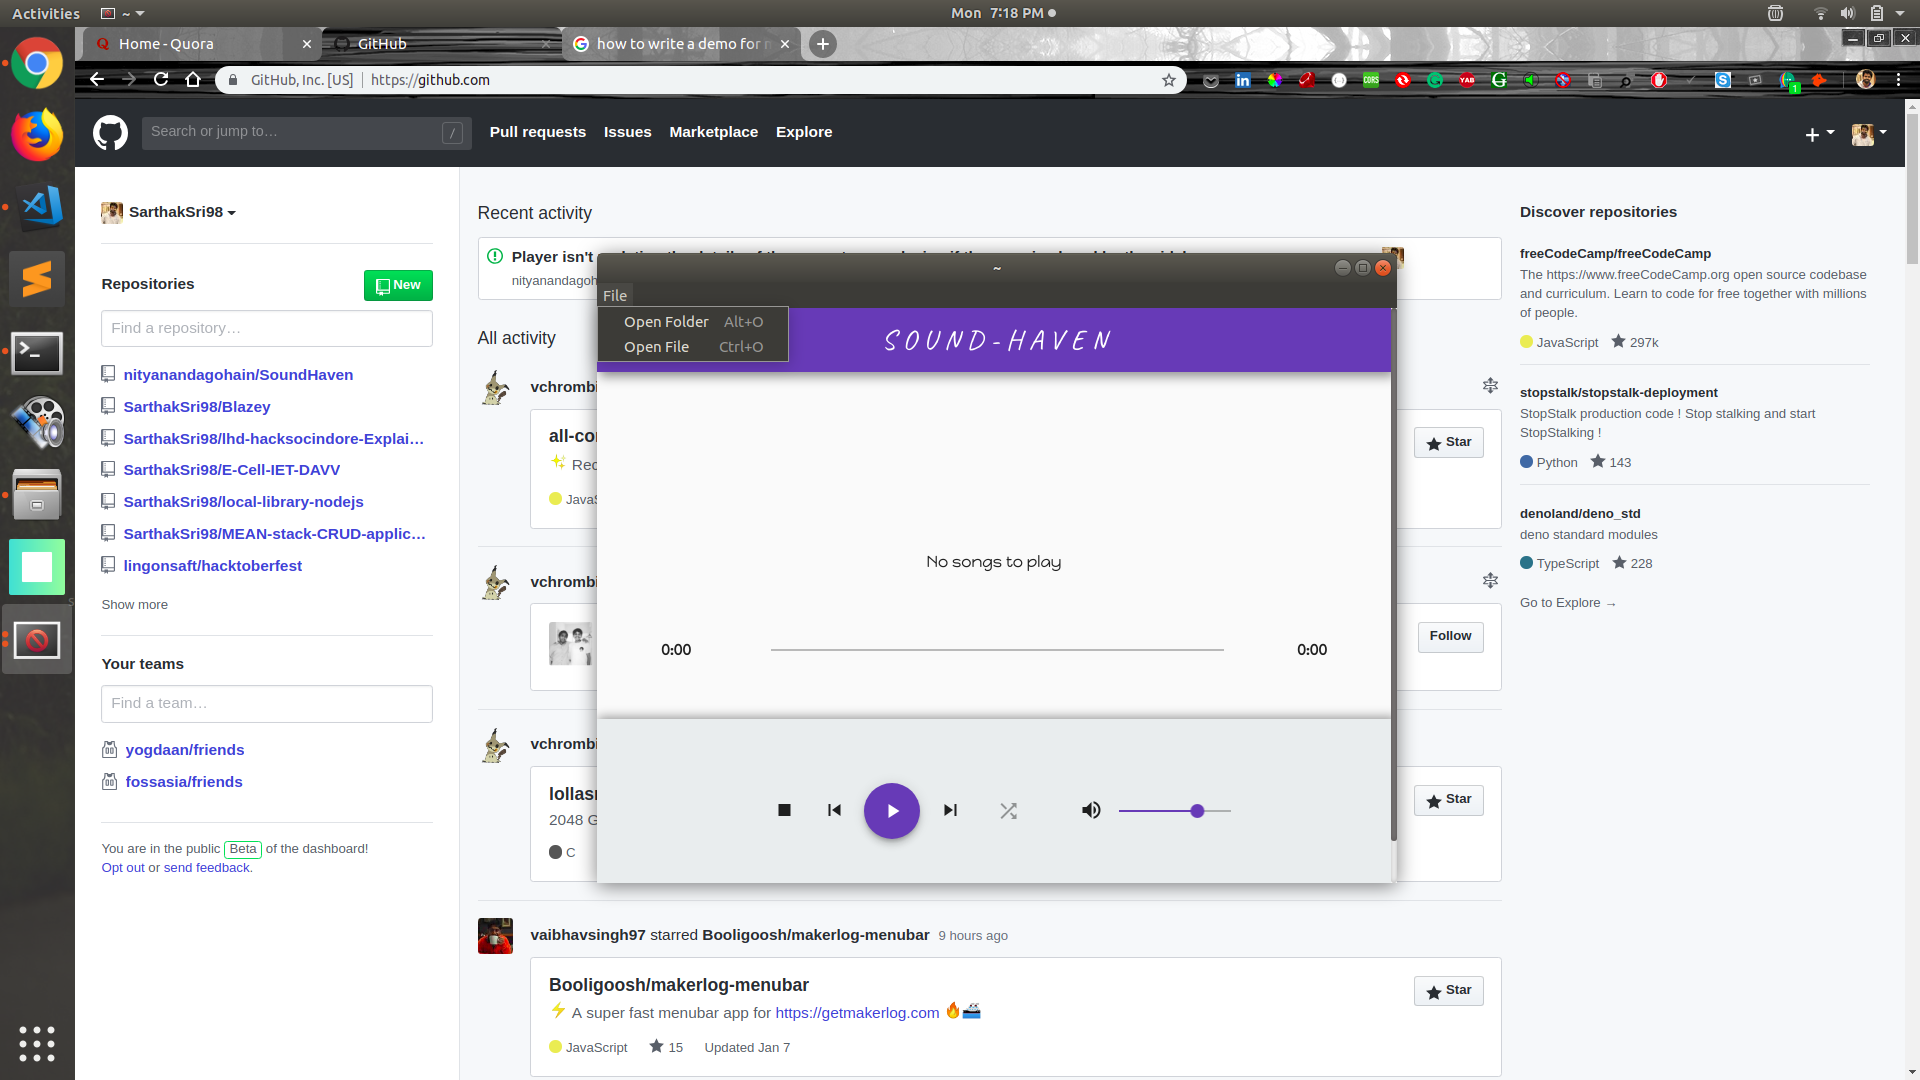 Activities
~
Mon 7:18 PM
Home - Quora
GitHub
how to write a demo for
GitHub, Inc. [US]
https://github.com
CORS
YAB
1
Search or jump to…
/
Pull requests
Issues
Marketplace
Explore
SarthakSri98
Repositories
New
Find a repository…
nityanandagohain/SoundHaven
SarthakSri98/Blazey
SarthakSri98/lhd-hacksocindore-Explai…
SarthakSri98/E-Cell-IET-DAVV
SarthakSri98/local-library-nodejs
SarthakSri98/MEAN-stack-CRUD-applic…
lingonsaft/hacktoberfest
Show more
Your teams
Find a team…
yogdaan/friends
fossasia/friends
You are in the public Beta of the dashboard!
Opt out or send feedback.
Recent activity
Player isn't
nityanandagoh
All activity
vchrombi
all-co
Rec
JavaS
Star
vchrombi
Follow
vchrombi
lollas
2048 G
C
Star
vaibhavsingh97 starred Booligoosh/makerlog-menubar 9 hours ago
Booligoosh/makerlog-menubar
A super fast menubar app for https://getmakerlog.com
JavaScript
15
Updated Jan 7
Star
~
File
Open Folder Alt+O
Open File Ctrl+O
SOUND-HAVEN
No songs to play
0:00
0:00
Discover repositories
freeCodeCamp/freeCodeCamp
The https://www.freeCodeCamp.org open source codebase
and curriculum. Learn to code for free together with millions
of people.
JavaScript
297k
stopstalk/stopstalk-deployment
StopStalk production code ! Stop stalking and start
StopStalking !
Python
143
denoland/deno_std
deno standard modules
TypeScript
228
Go to Explore →